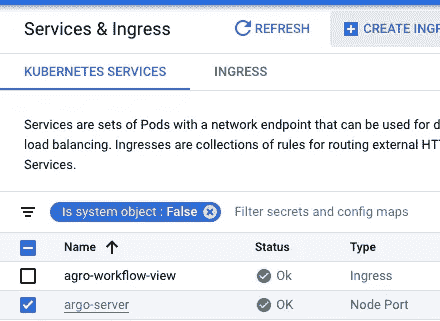 Services & Ingress
REFRESH
CREATE INGR
KUBERNETES SERVICES
INGRESS
Services are sets of Pods with a network endpoint that can be used for d
load balancing. Ingresses are collections of rules for routing external HT
Services.
Is system object : False
Filter secrets and config maps
Name
Status
Type
agro-workflow-view
Ok
Ingress
argo-server
OK
Node Port